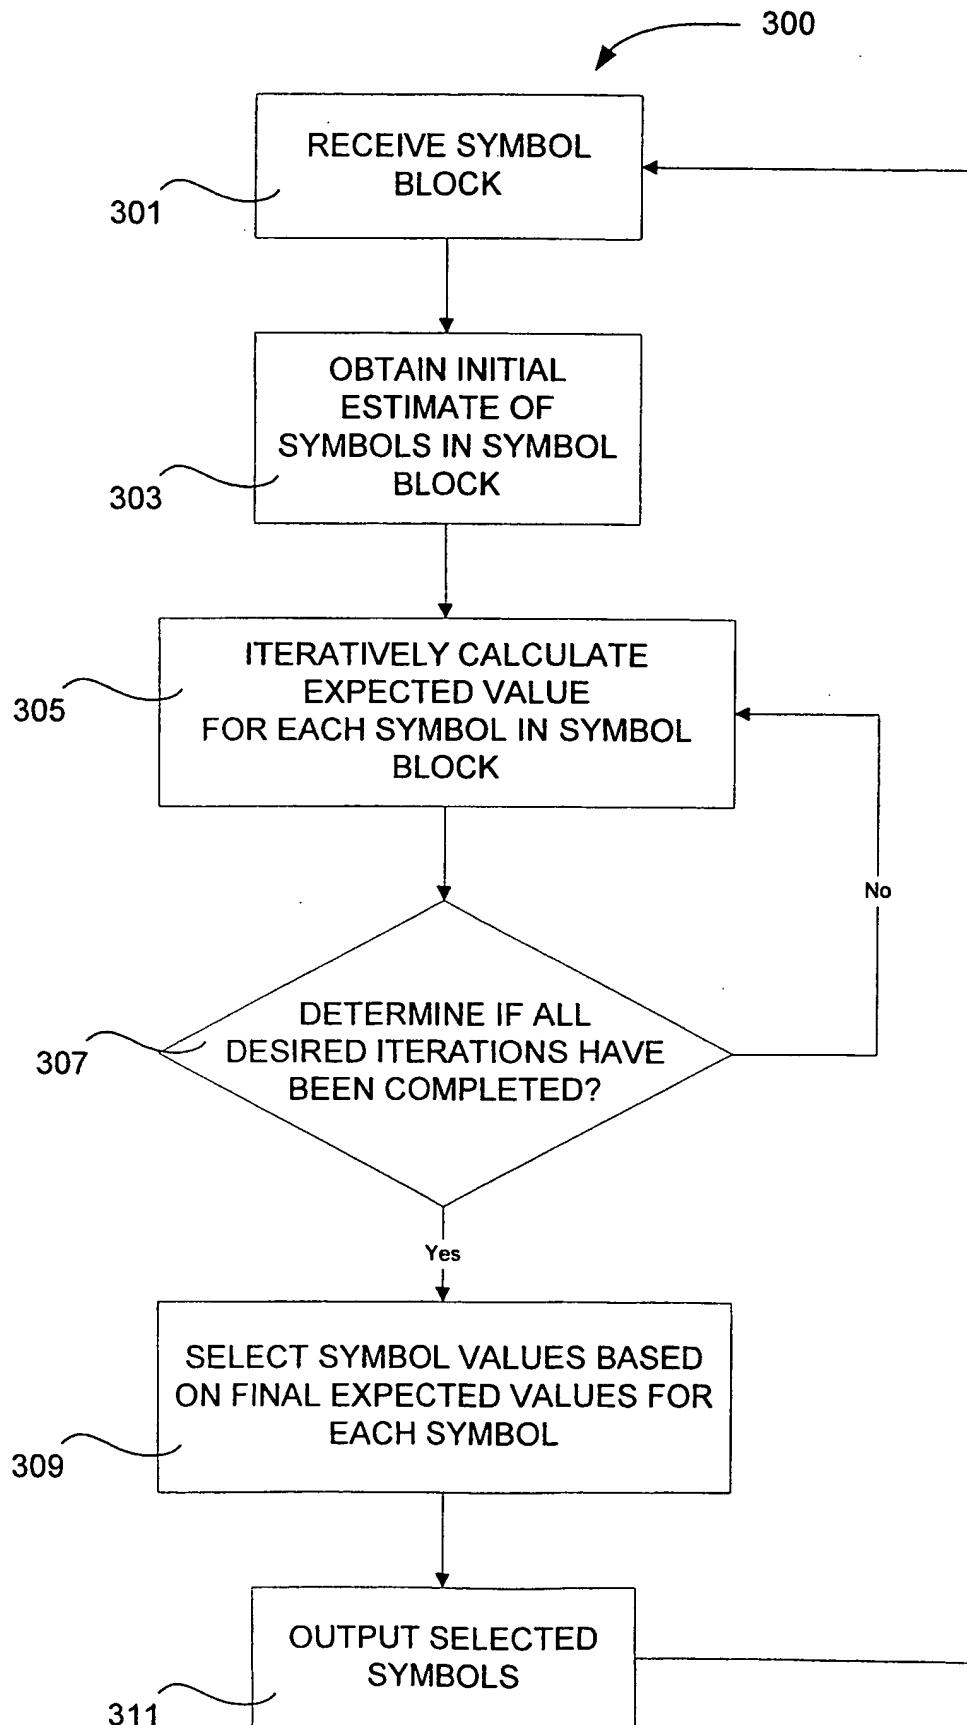 300
RECEIVE SYMBOL
BLOCK
301
OBTAIN INITIAL
ESTIMATE OF
SYMBOLS IN SYMBOL
BLOCK
303
ITERATIVELY CALCULATE
EXPECTED VALUE
FOR EACH SYMBOL IN SYMBOL
BLOCK
305
No
DETERMINE IF ALL
DESIRED ITERATIONS HAVE
BEEN COMPLETED?
307
Yes
SELECT SYMBOL VALUES BASED
ON FINAL EXPECTED VALUES FOR
EACH SYMBOL
309
OUTPUT SELECTED
SYMBOLS
311